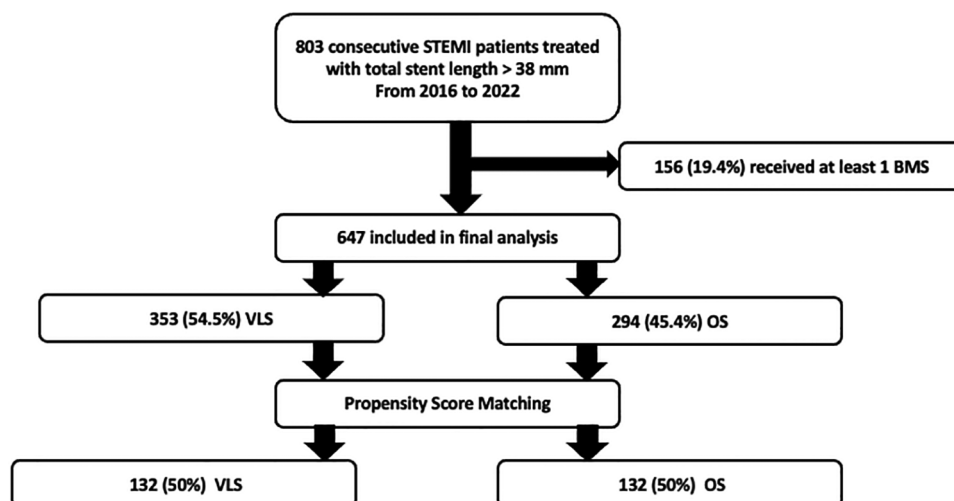 803 consecutive STEMI patients treated
with total stent length > 38 mm
From 2016 to 2022
156 (19.4%) received at least 1 BMS
647 included in final analysis
353 (54.5%) VLS
294 (45.4%) OS
Propensity Score Matching
132 (50%) VLS
132 (50%) OS